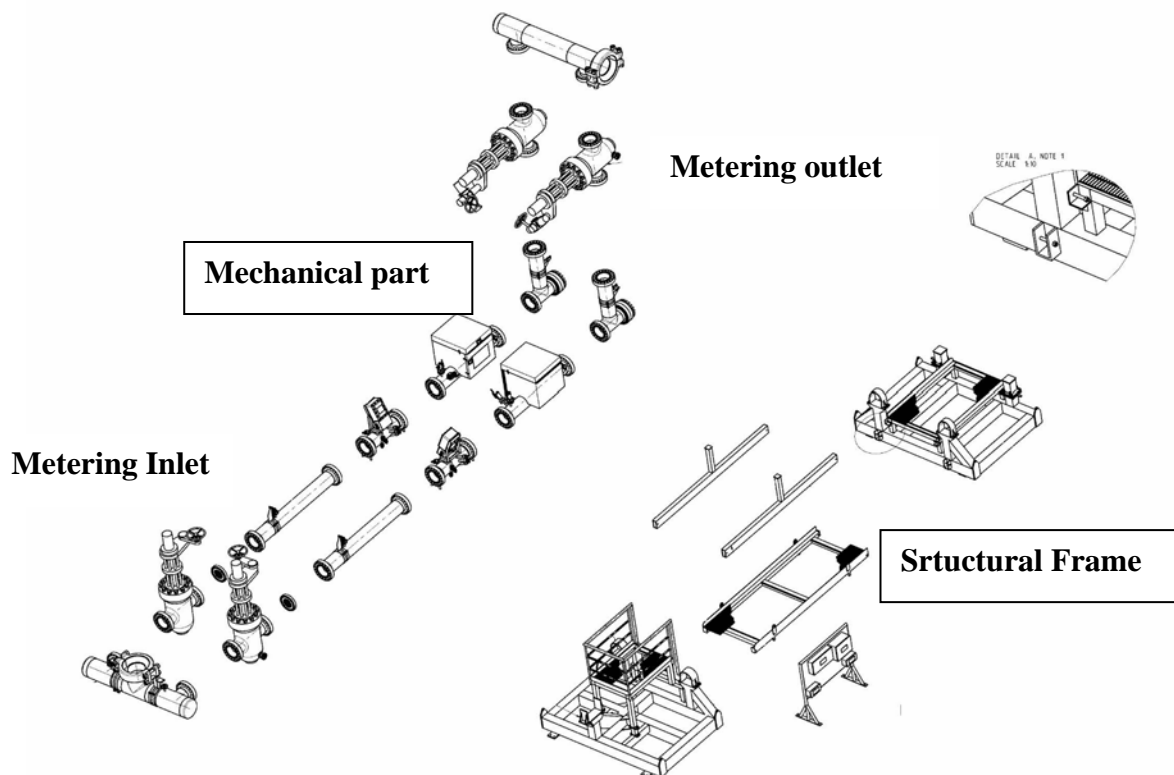 Metering outlet
DETAIL A, NOTE 1
SCALE 1:10
Mechanical part
Metering Inlet
Srtuctural Frame